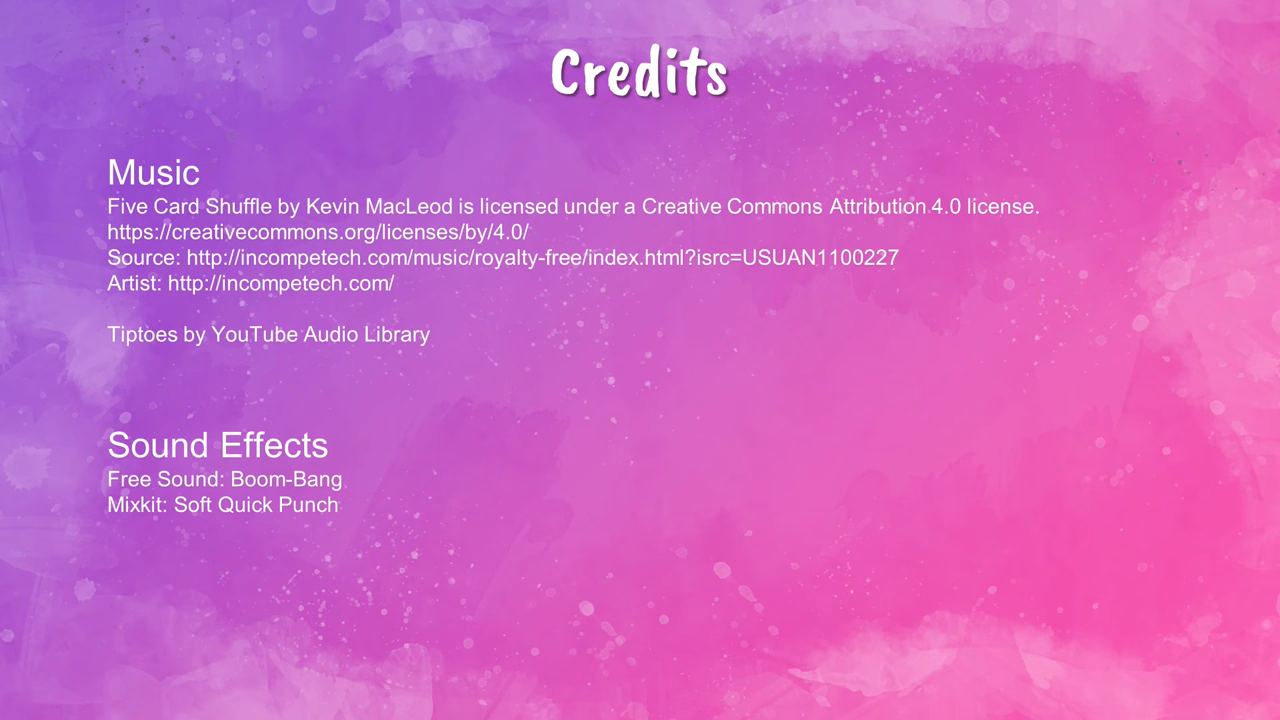 Credits
Music
Five Card Shuffle by Kevin MacLeod is licensed under a Creative Commons Attribution 4.0 license.
https://creativecommons.org/licenses/by/4.0/
Source: http://incompetech.com/music/royalty-free/index.html?isrc=USUAN1100227
Artist: http://incompetech.com/
Tiptoes by YouTube Audio Library
Sound Effects
Free Sound: Boom-Bang
Mixkit: Soft Quick Punch